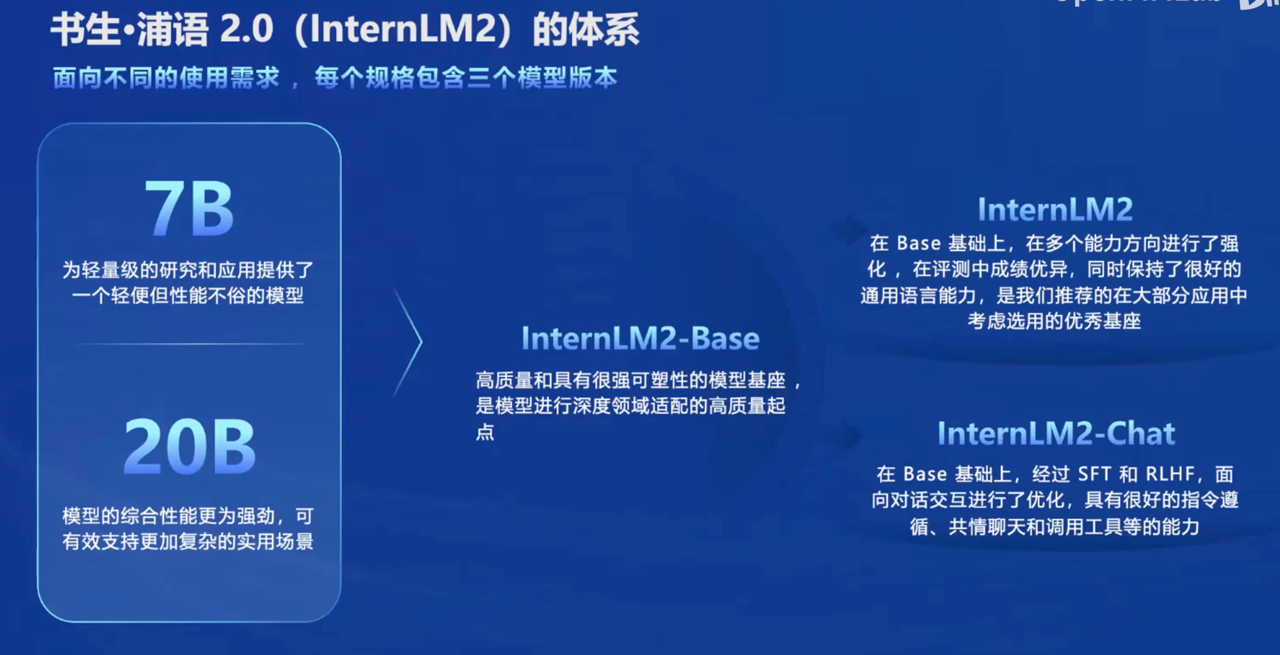 书生•浦语 2.0（InternLM2）的体系
面向不同的使用需求 ，每个规格包含三个模型版本
7B
为轻量级的研究和应用提供了
一个轻便但性能不俗的模型
20B
模型的综合性能更为强劲，可
有效支持更加复杂的实用场景
InternLM2-Base
高质量和具有很强可塑性的模型基座 ，
是模型进行深度领域适配的高质量起
点
InternLM2
在 Base 基础上，在多个能力方向进行了强
化 ，在评测中成绩优异，同时保持了很好的
通用语言能力，是我们推荐的在大部分应用中
考虑选用的优秀基座
InternLM2-Chat
在 Base 基础上，经过 SFT 和 RLHF，面
向对话交互进行了优化，具有很好的指令遵
循、共情聊天和调用工具等的能力